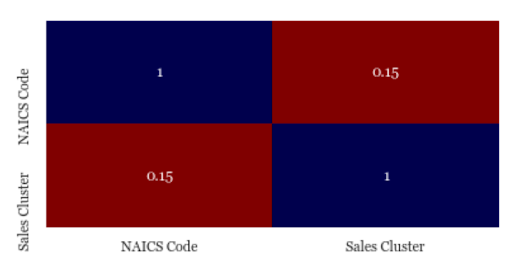 NAICS Code
1
0.15
Sales Cluster
0.15
1
NAICS Code
Sales Cluster